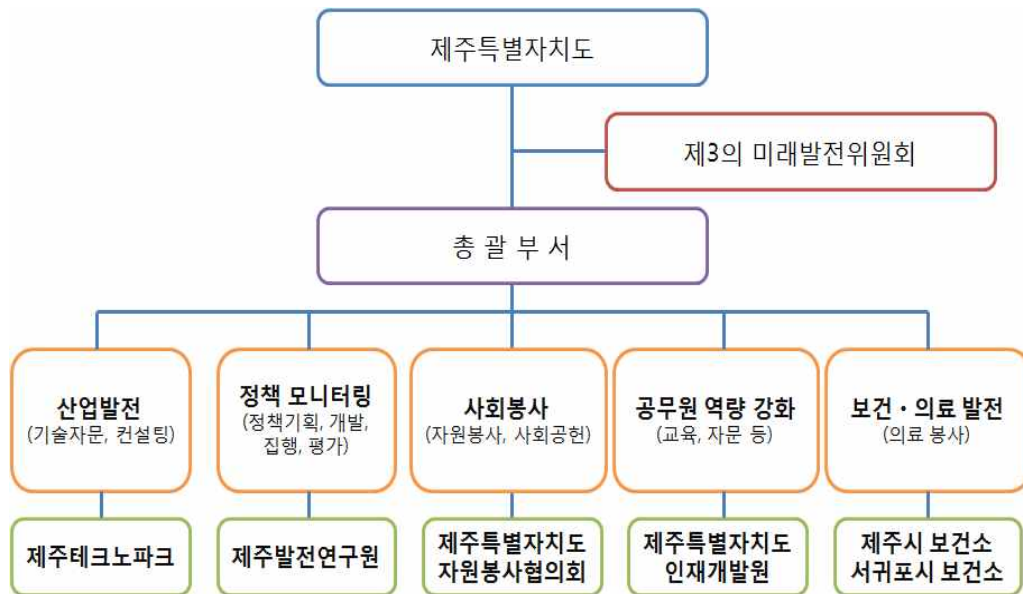 제주특별자치도
제3의 미래발전위원회
총 괄 부 서
산업발전
(기술자문, 컨설팅)
정책 모니터링
(정책기획, 개발,
집행, 평가)
사회봉사
(자원봉사, 사회공헌)
공무원 역량 강화
(교육, 자문 등)
보건·의료 발전
(의료 봉사)
제주테크노파크
제주발전연구원
제주특별자치도
자원봉사협의회
제주특별자치도
인재개발원
제주시 보건소
서귀포시 보건소